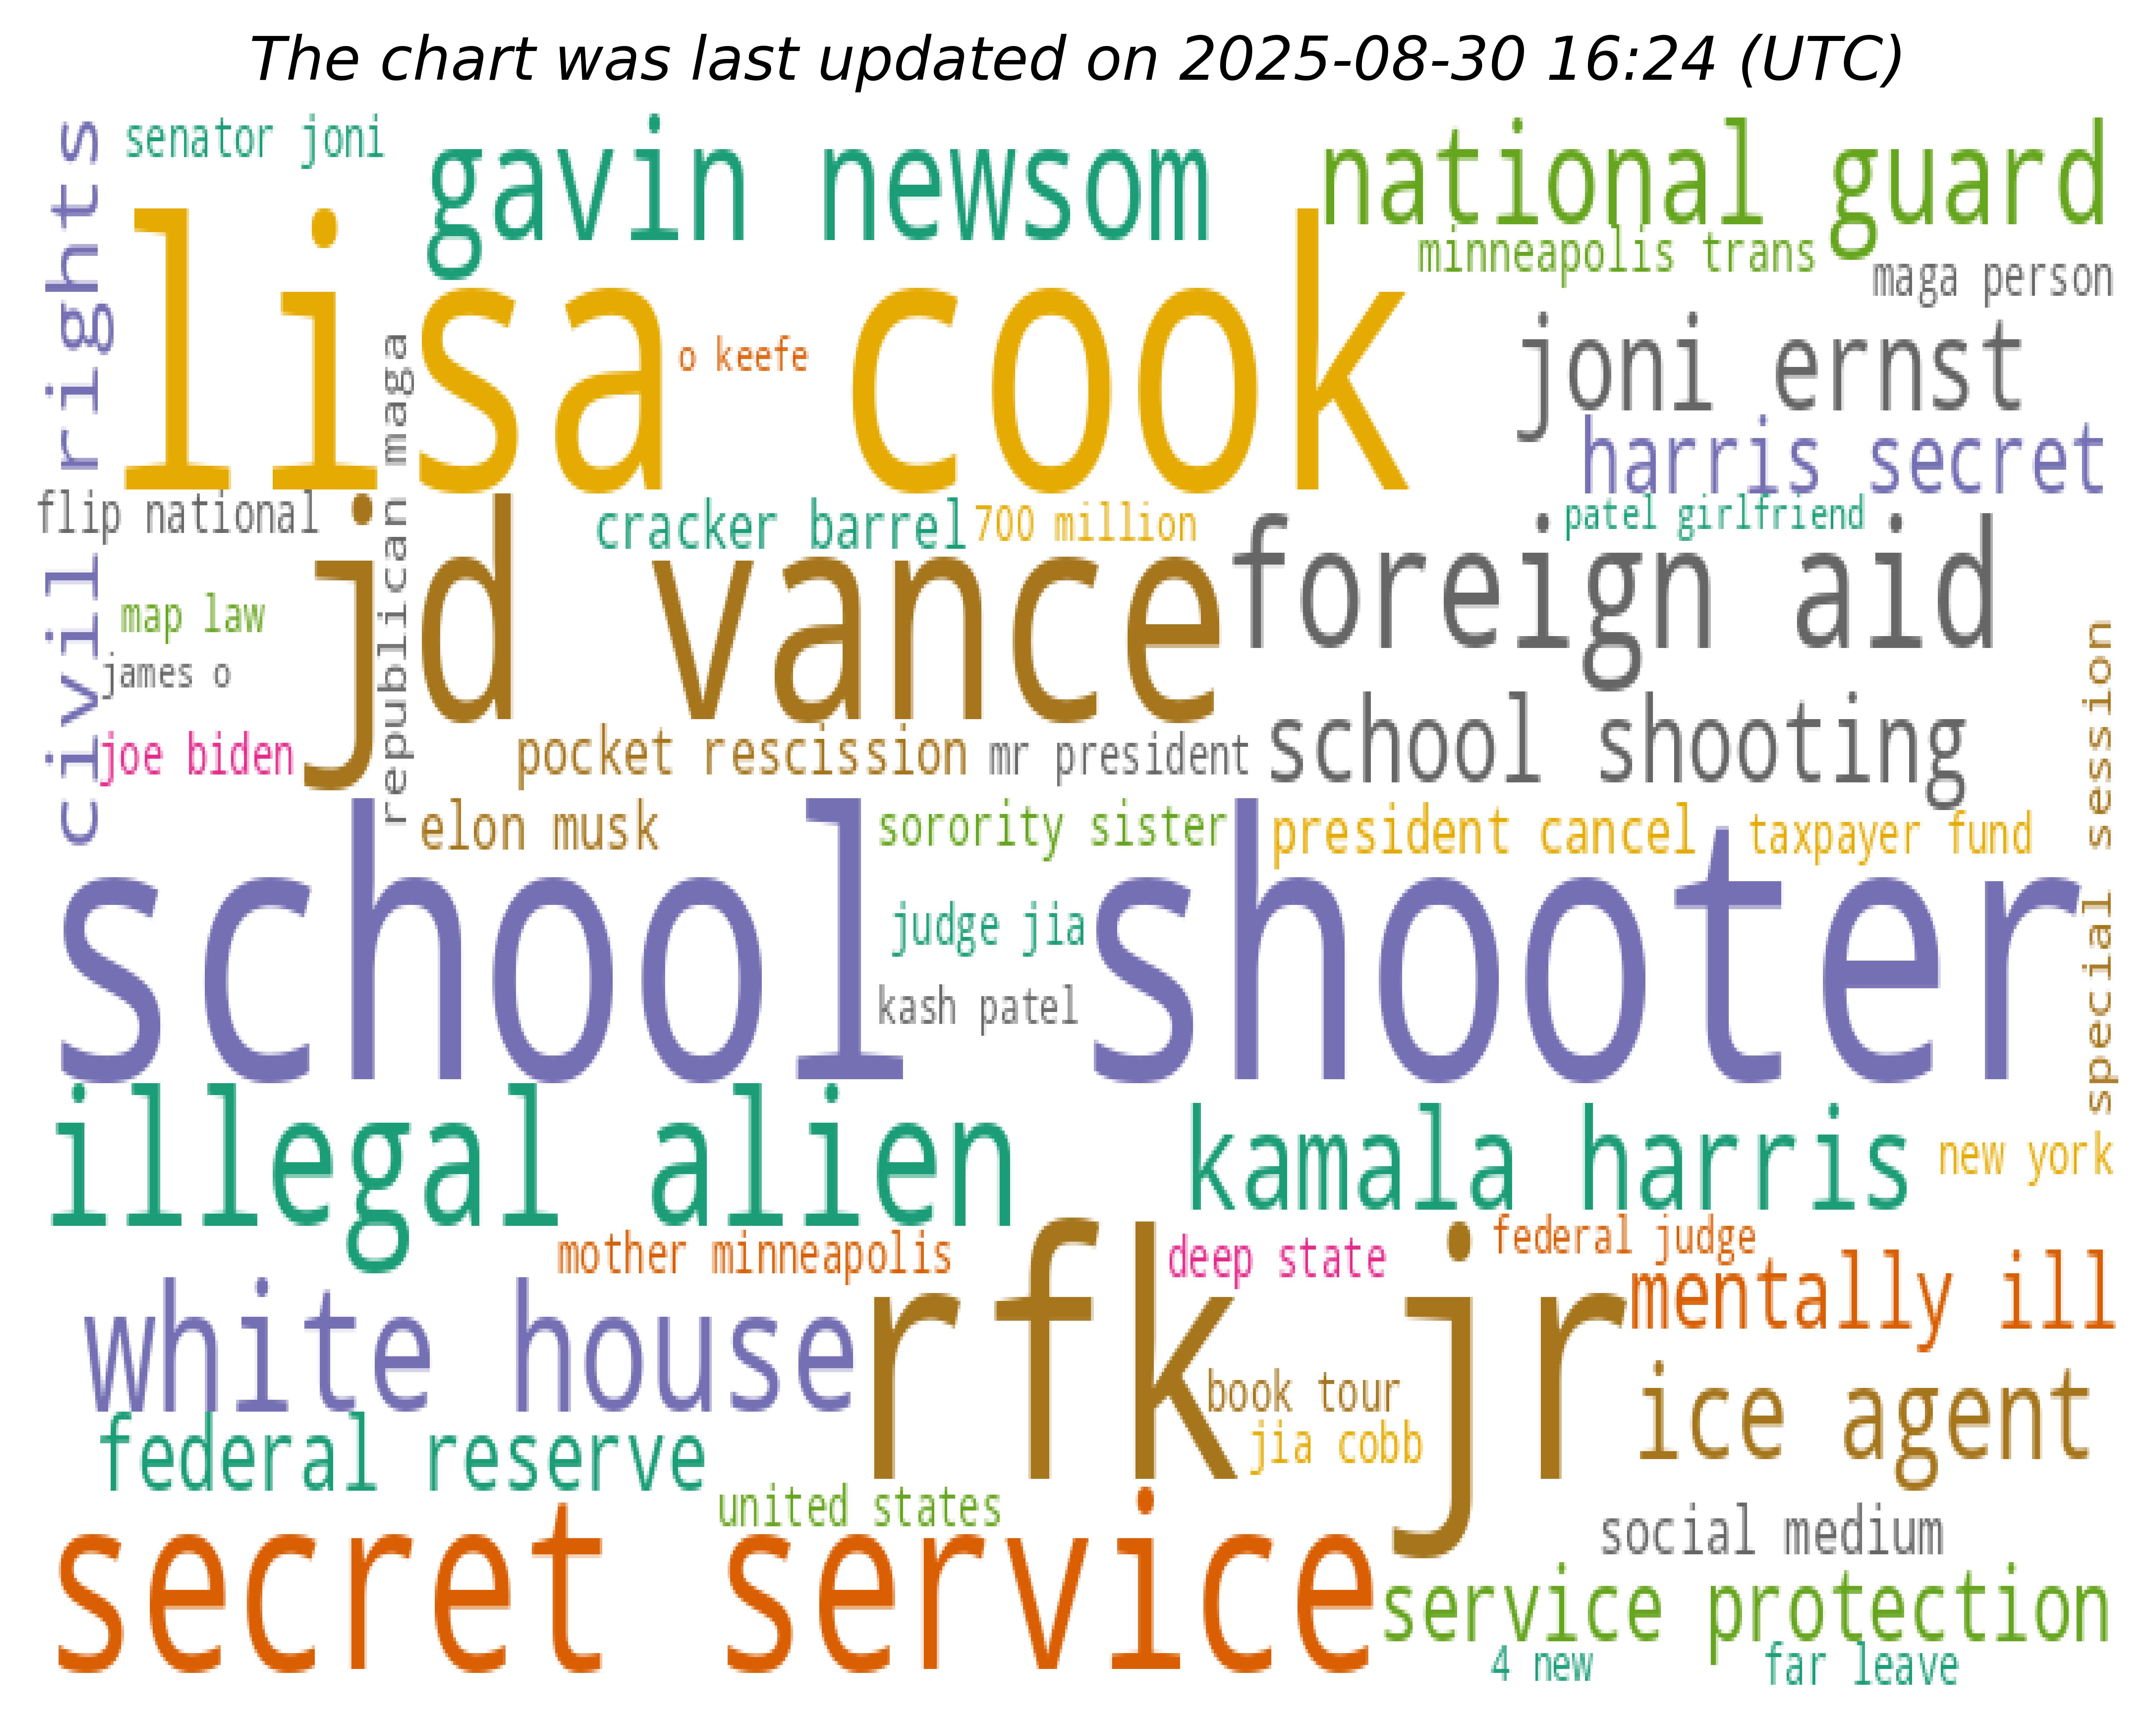 The chart was last updated on 2025-08-30 16:24 (UTC)
senator joni
gavin newsom
national guard
civil rights
lisa cook
minneapolis trans
maga person
o keefe
joni ernst
republican maga
harris secret
flip national
jd vance
cracker barrel
700 million
patel girlfriend
foreign aid
map law
james o
joe biden
pocket rescission
mr president
school shooting
special session
elon musk
sorority sister
president cancel
taxpayer fund
school shooter
judge jia
kash patel
illegal alien
kamala harris
new york
mother minneapolis
rfk jr
deep state
federal judge
mentally ill
white house
book tour
ice agent
federal reserve
jia cobb
united states
secret service
social medium
service protection
4 new
far leave